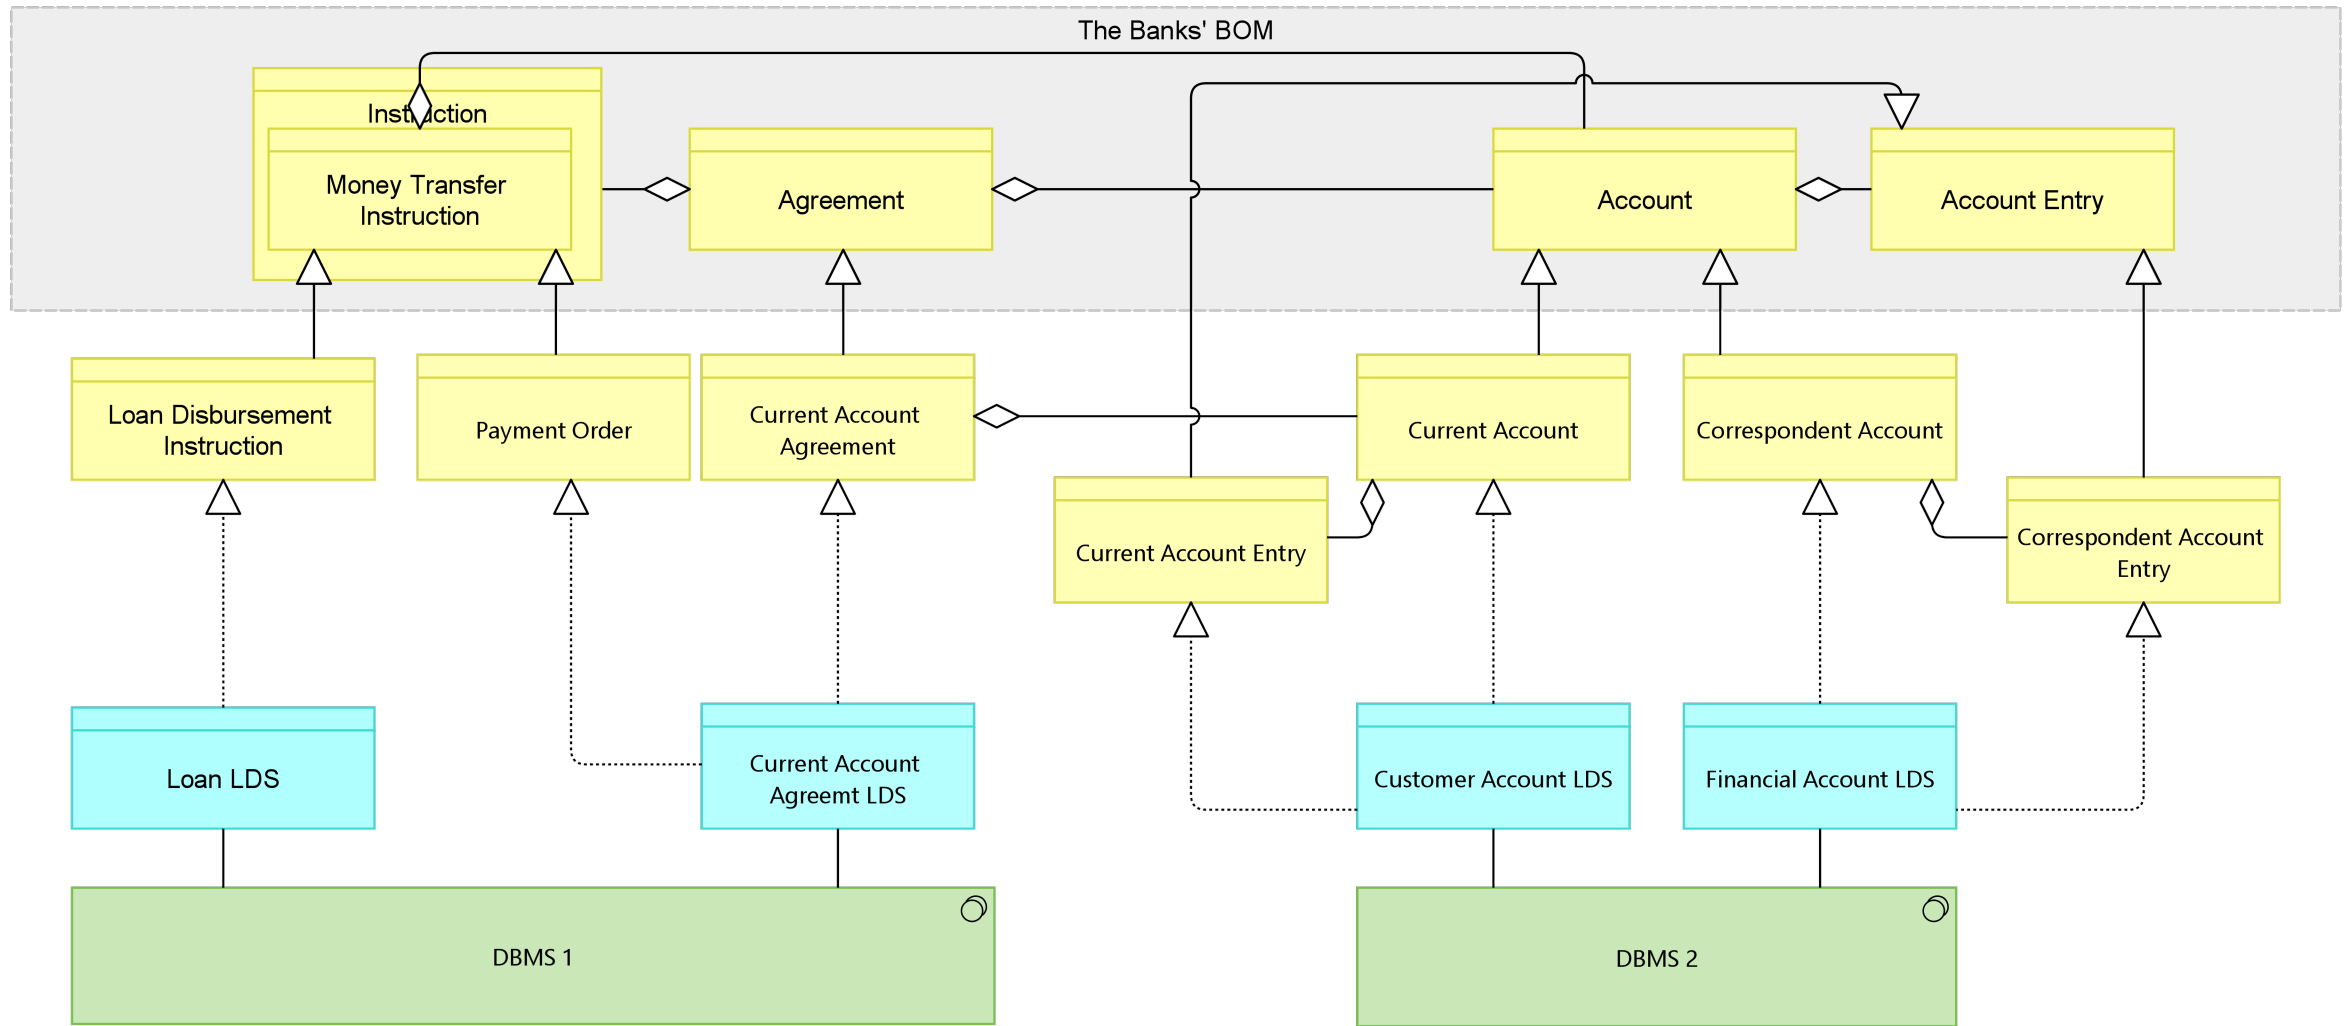 The Banks' BOM
Instruction
Money Transfer
Instruction
Agreement
Account
Account Entry
Loan Disbursement
Instruction
Payment Order
Current Account
Agreement
Current Account
Correspondent Account
Current Account Entry
Correspondent Account
Entry
Loan LDS
Current Account
Agreemt LDS
Customer Account LDS
Financial Account LDS
DBMS 1
DBMS 2